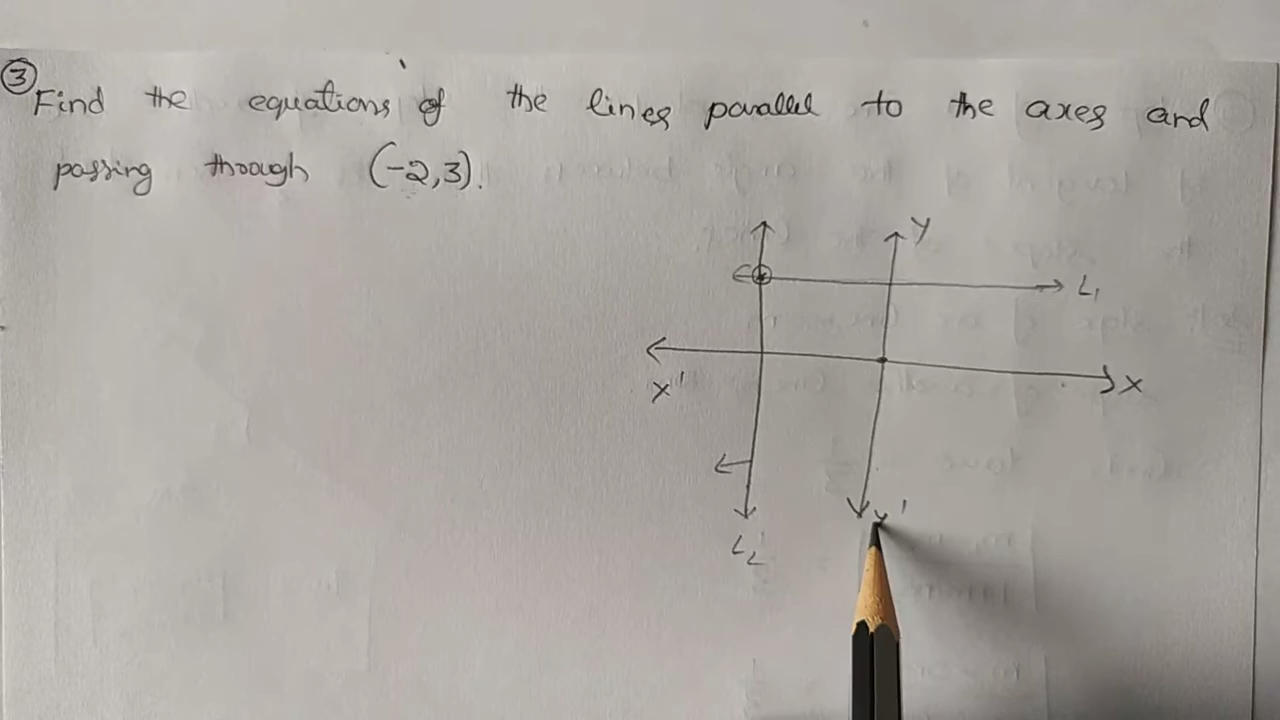 ③
Find the equations of the lines parallel to the axes and
passing through (-2,3).
Y
L₁
X'
X
Y'
L₂